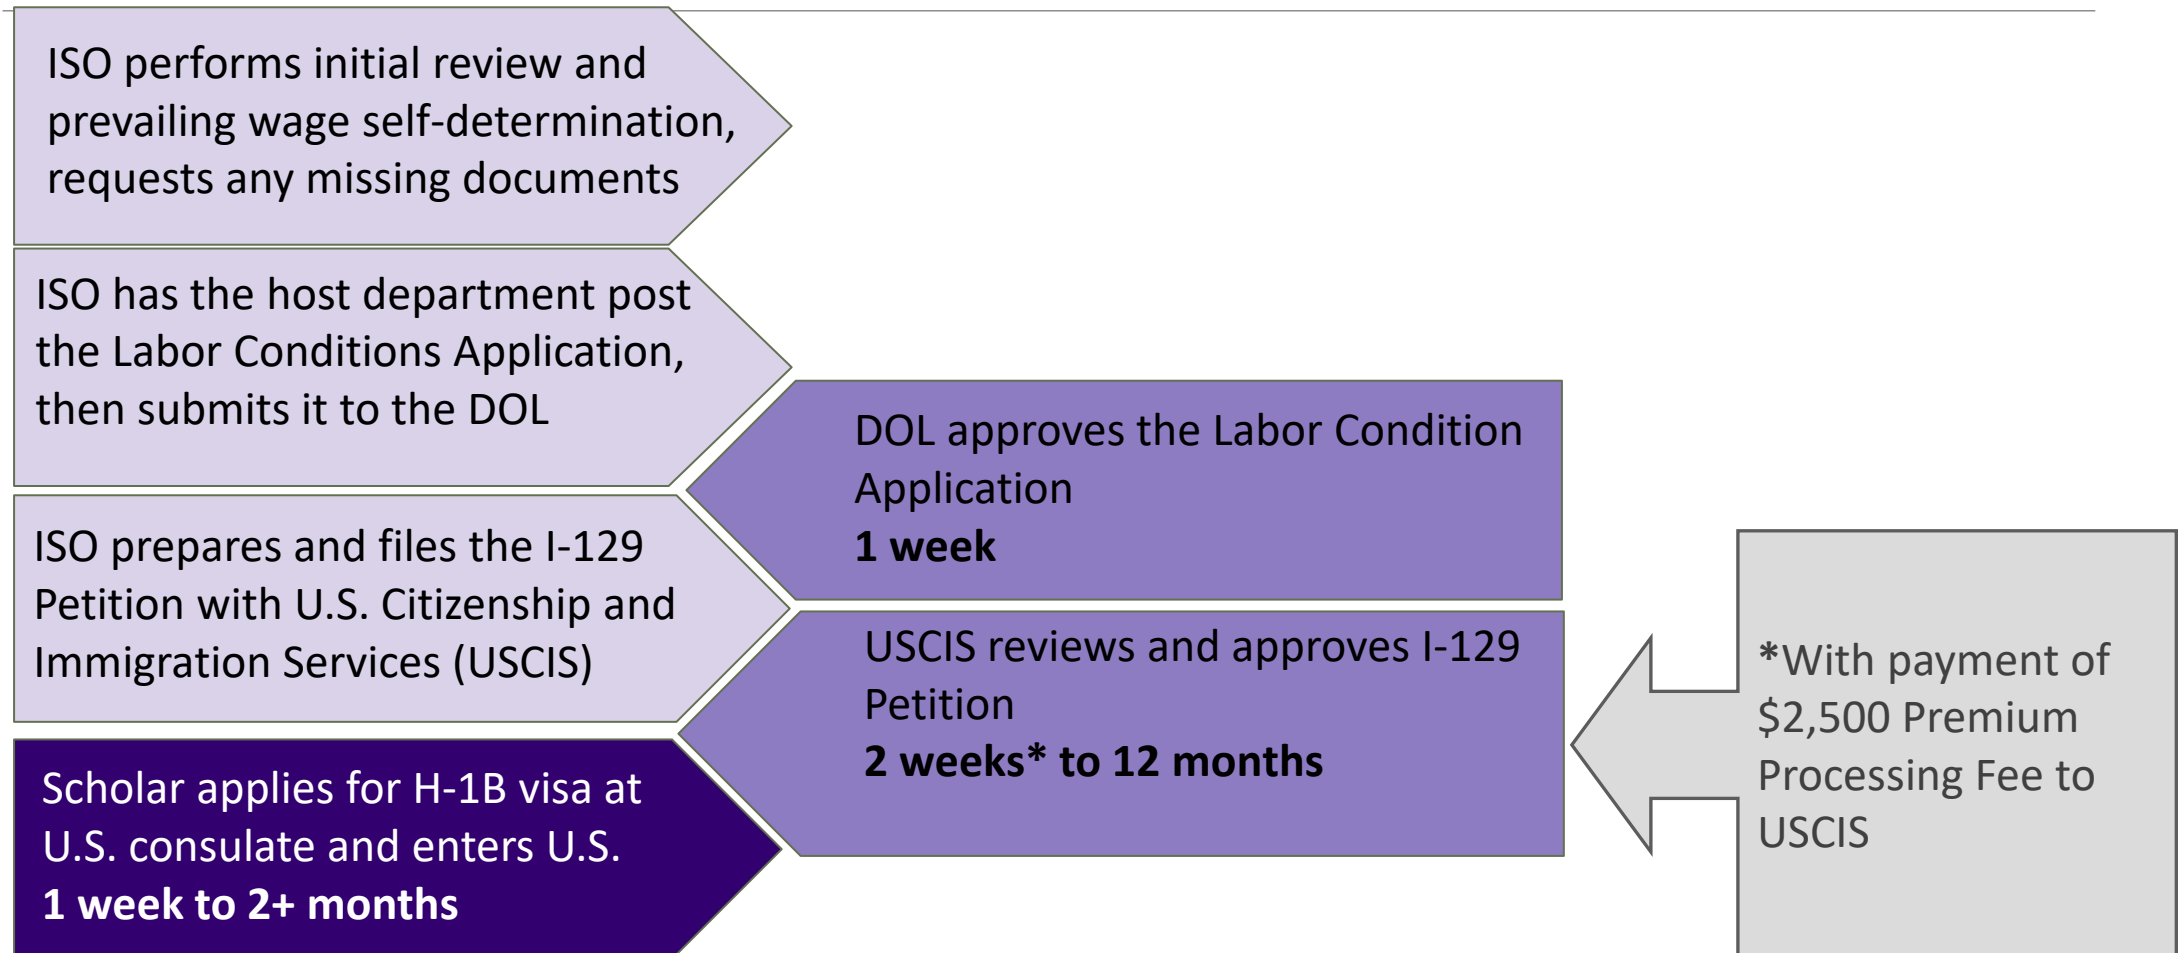 ISO performs initial review and
prevailing wage self-determination,
requests any missing documents
ISO has the host department post
the Labor Conditions Application,
then submits it to the DOL
DOL approves the Labor Condition
Application
1 week
ISO prepares and files the I-129
Petition with U.S. Citizenship and
Immigration Services (USCIS)
USCIS reviews and approves I-129
Petition
2 weeks* to 12 months
*With payment of
$2,500 Premium
Processing Fee to
USCIS
Scholar applies for H-1B visa at
U.S. consulate and enters U.S.
1 week to 2+ months